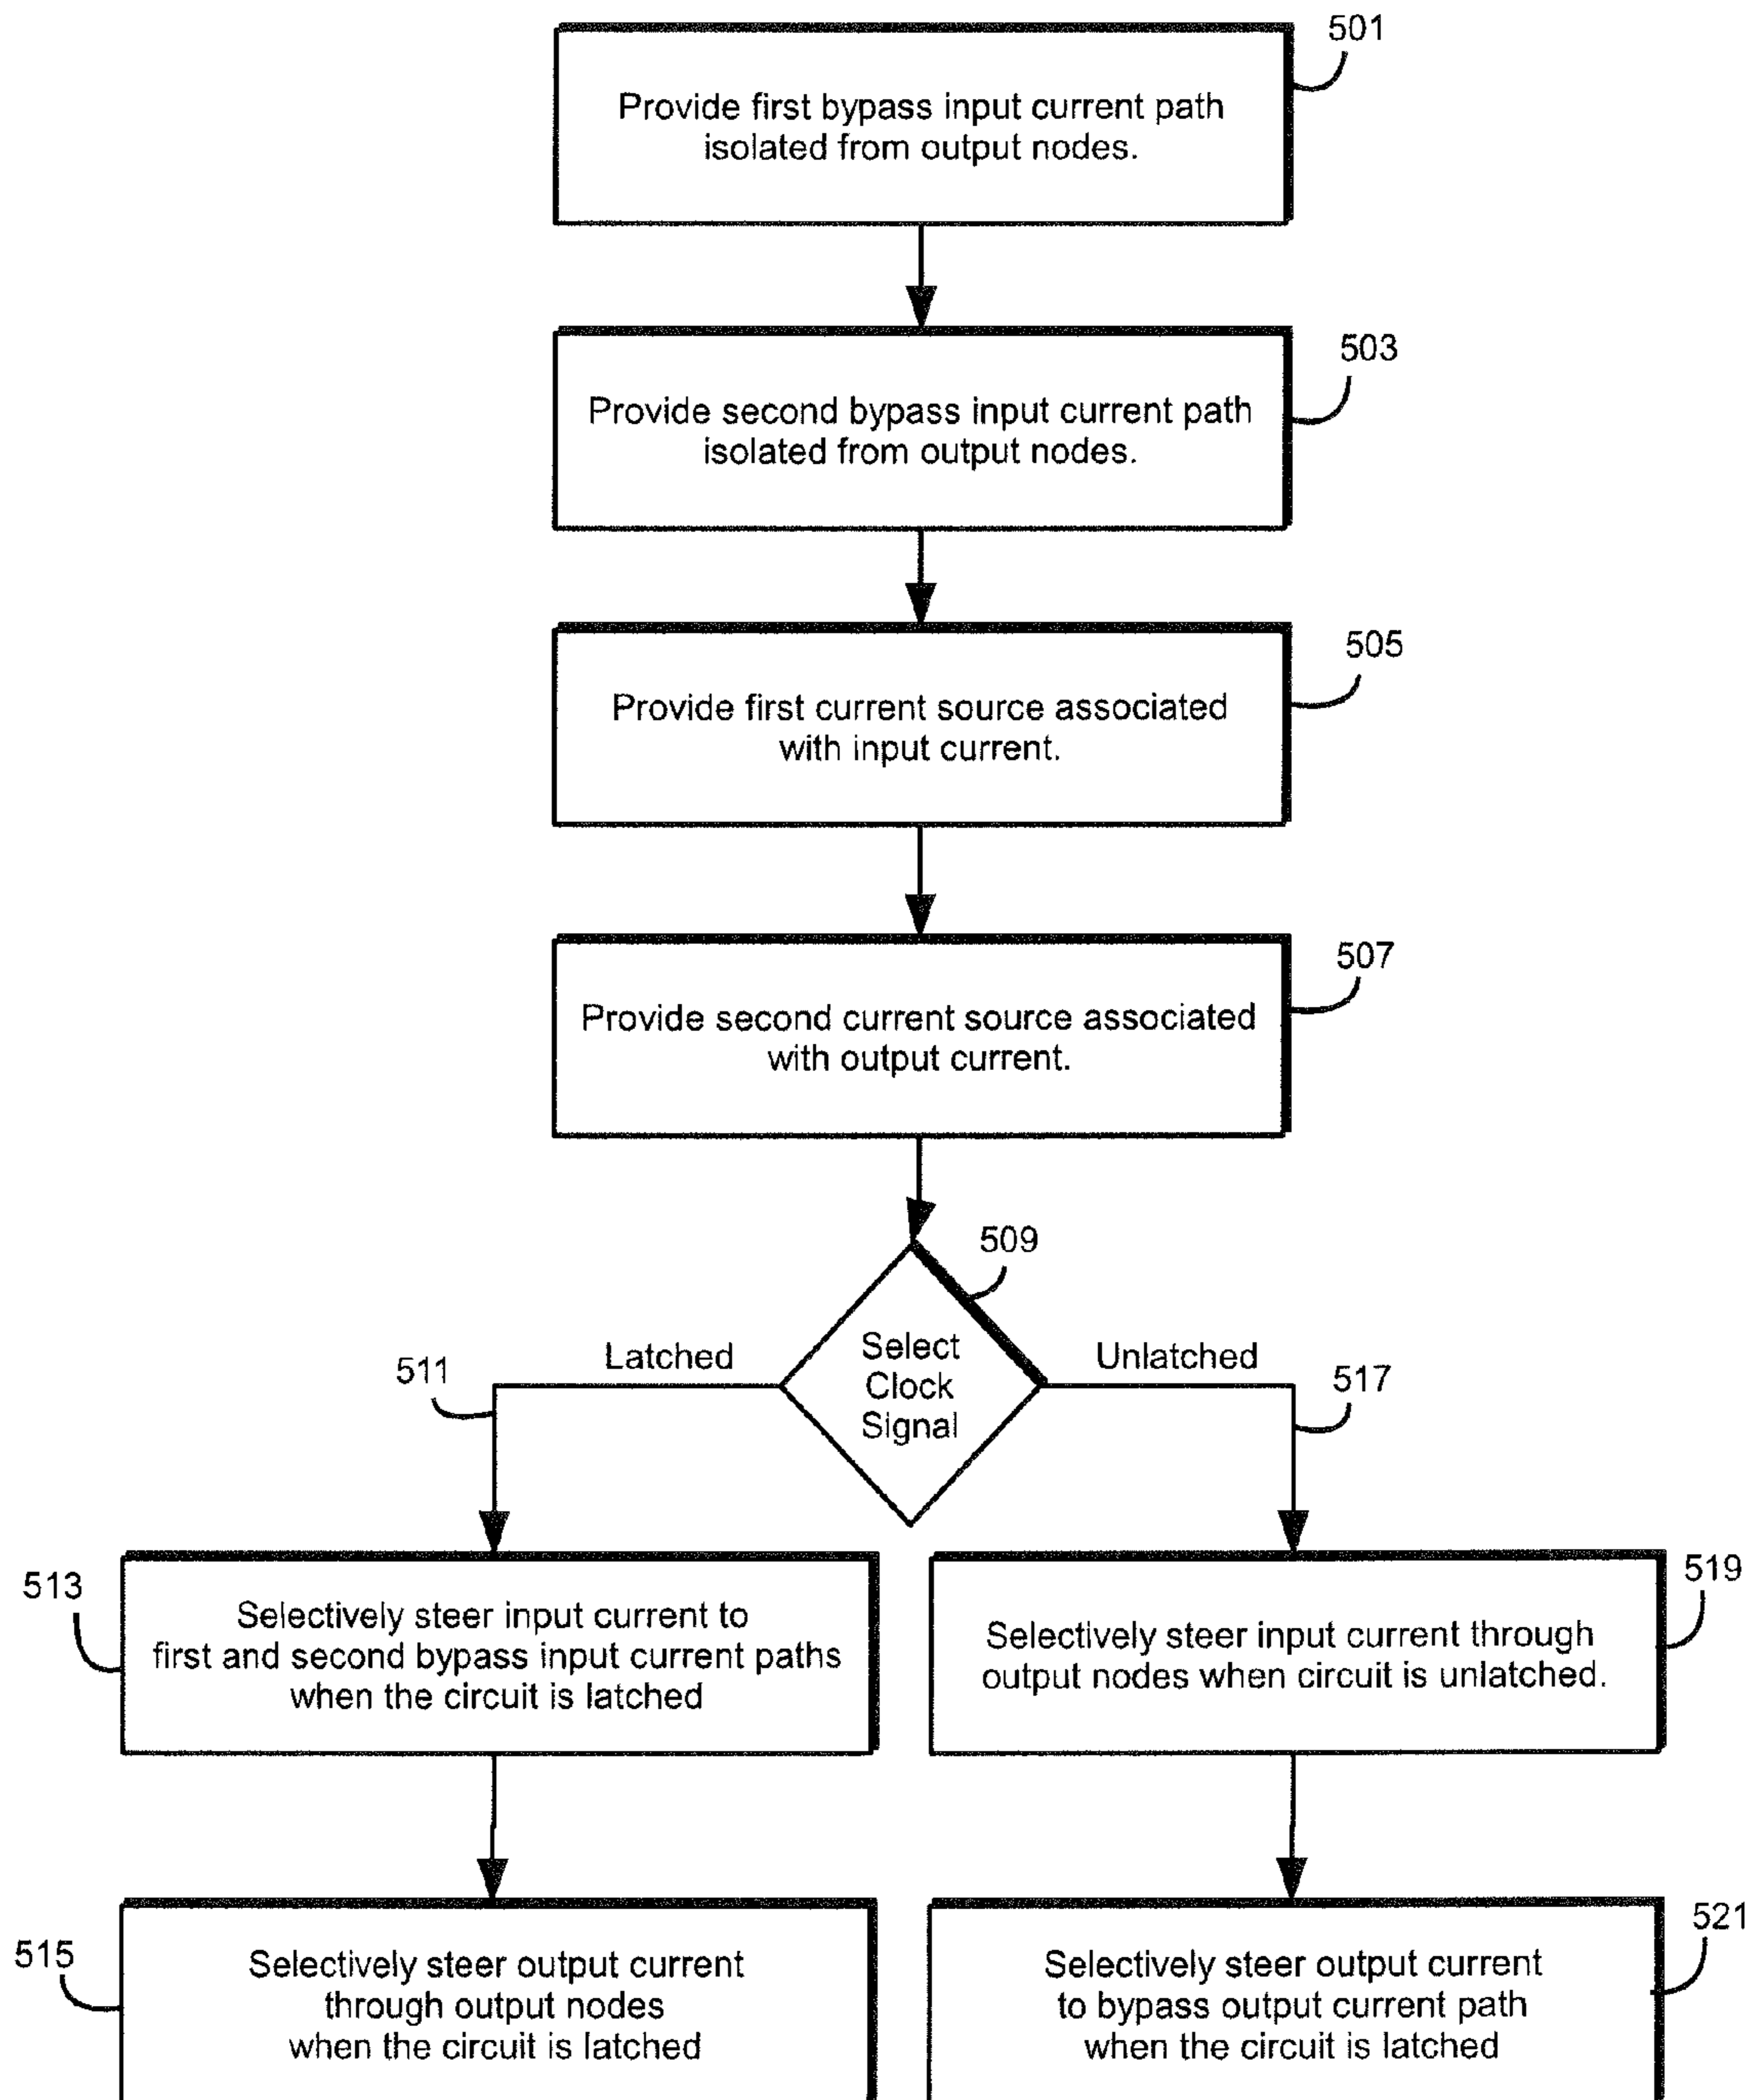 501
Provide first bypass input current path
isolated from output nodes.
503
Provide second bypass input current path
isolated from output nodes.
505
Provide first current source associated
with input current.
507
Provide second current source associated
with output current.
509
Select
Clock
Signal
Latched
Unlatched
511
517
513
Selectively steer input current to
first and second bypass input current paths
when the circuit is latched
519
Selectively steer input current through
output nodes when circuit is unlatched.
515
Selectively steer output current
through output nodes
when the circuit is latched
521
Selectively steer output current
to bypass output current path
when the circuit is latched